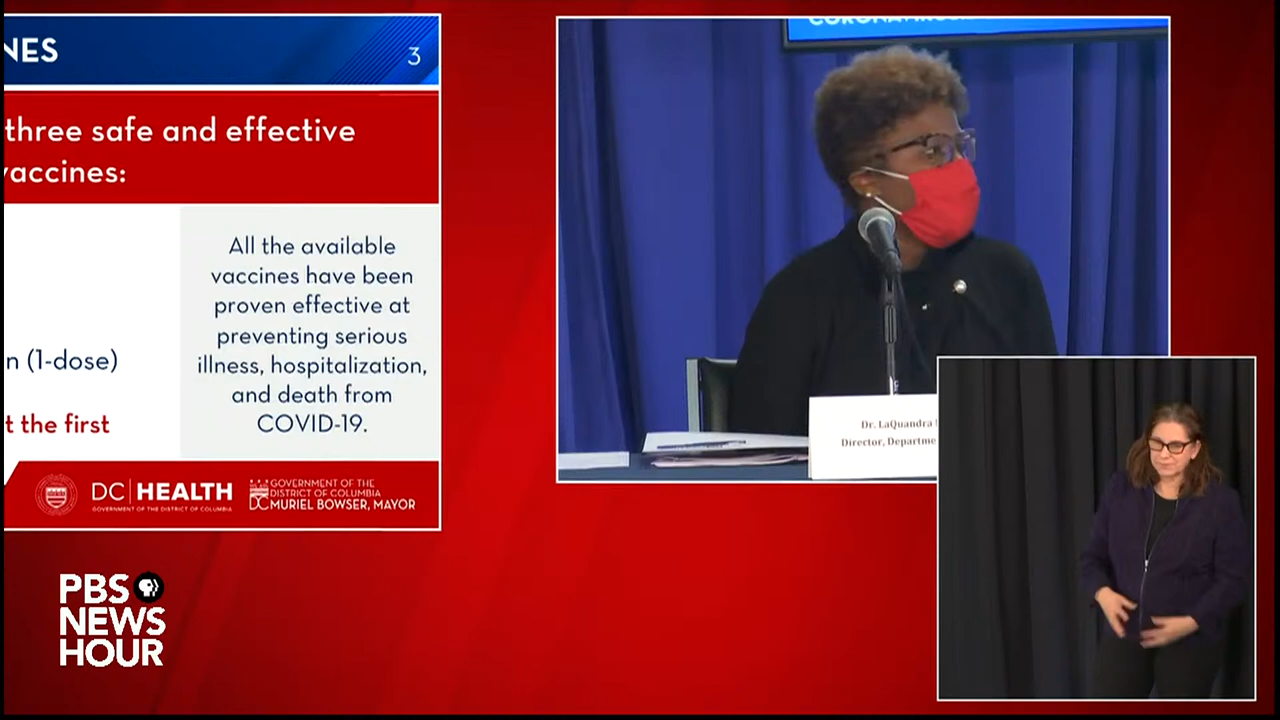 NES
3
three safe and effective
vaccines:
All the available
vaccines have been
proven effective at
preventing serious
illness, hospitalization,
and death from
COVID-19.
n (1-dose)
t the first
DC HEALTH
GOVERNMENT OF THE DISTRICT OF COLUMBIA
GOVERNMENT OF THE
DISTRICT OF COLUMBIA
DC MURIEL BOWSER, MAYOR
CORONAVIRUS
Dr. LaQuandra
Director, Departme
PBS
NEWS
HOUR